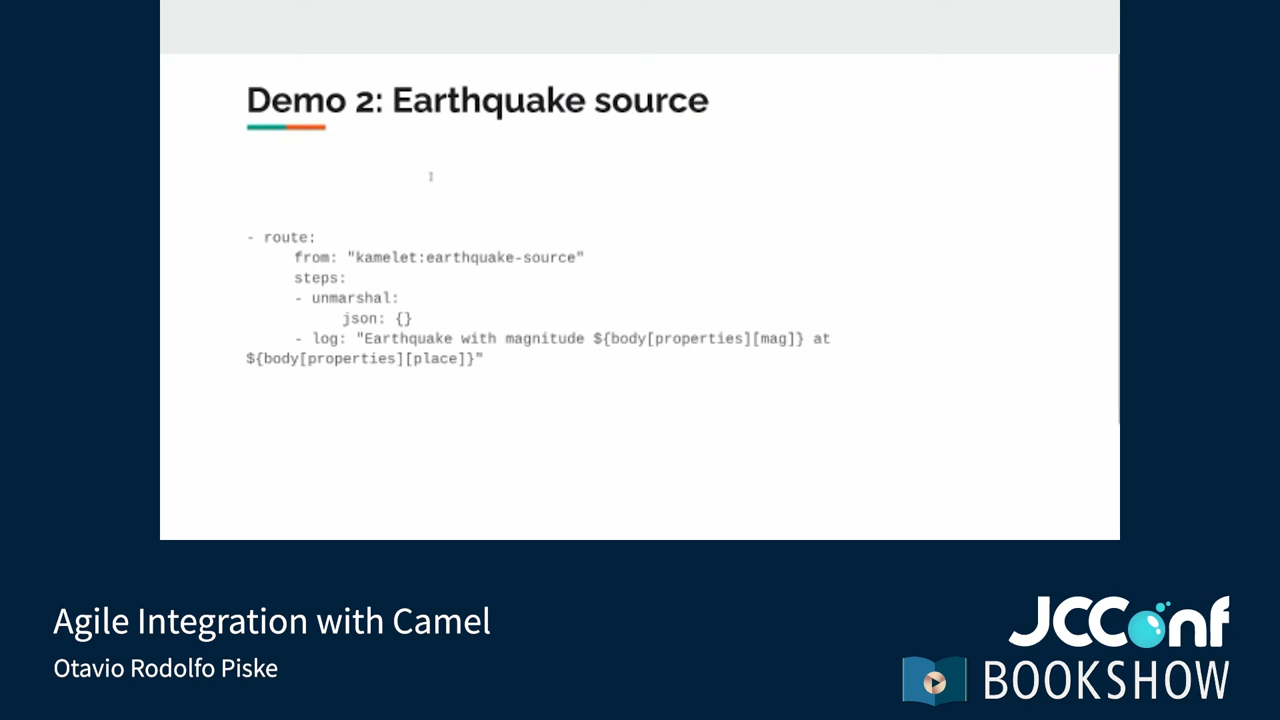 Demo 2: Earthquake source
- route:
from: "kamelet:earthquake-source"
steps:
- unmarshal:
json: {}
- log: "Earthquake with magnitude ${body[properties][mag]} at
${body[properties][place]}"
Agile Integration with Camel
Otavio Rodolfo Piske
JCConf
BOOKSHOW